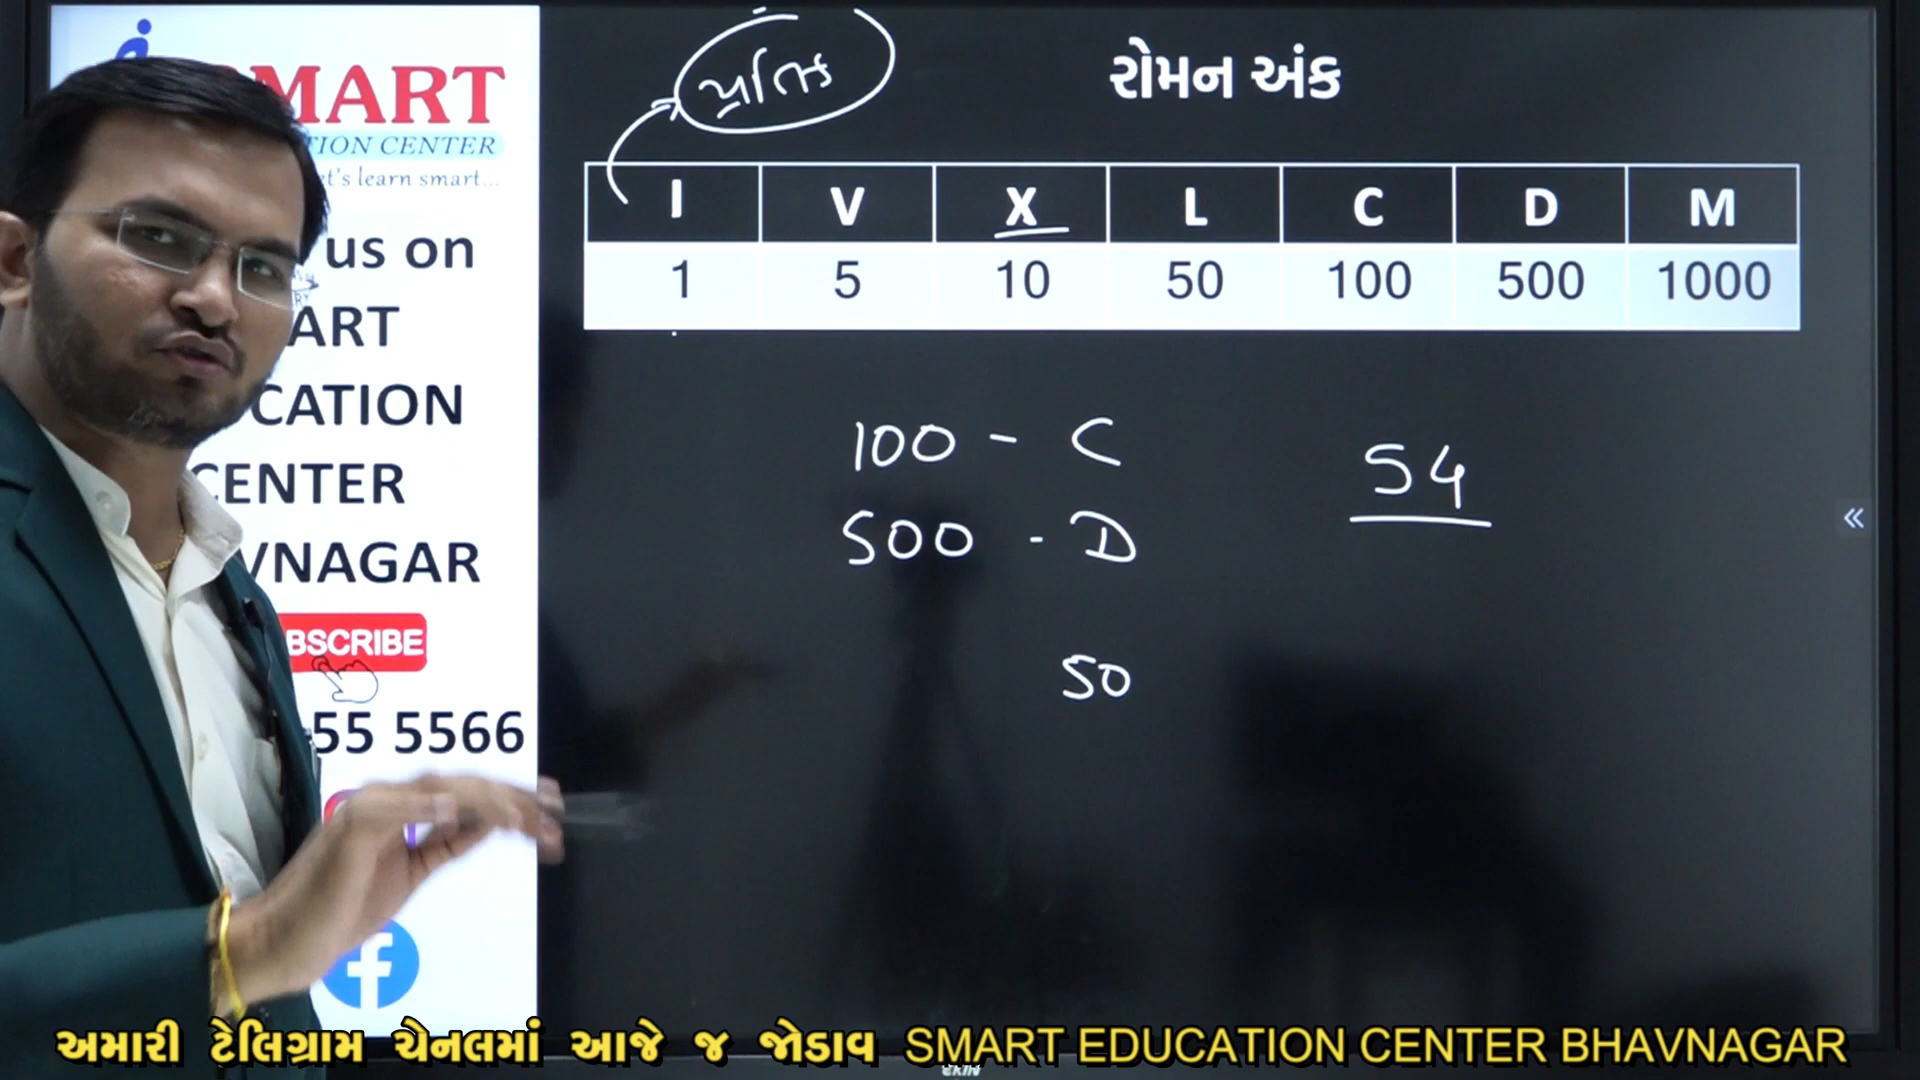 SMART
TION CENTER
et's learn smart...
us on
ART
CATION
CENTER
VNAGAR
BSCRIBE
55 5566
રોમન અંક
I V X L C D M
1 5 10 50 100 500 1000
100 - C
500 - D
54
50
અમારી ટેલિગ્રામ ચેનલમાં આજે જ જોડાવ SMART EDUCATION CENTER BHAVNAGAR